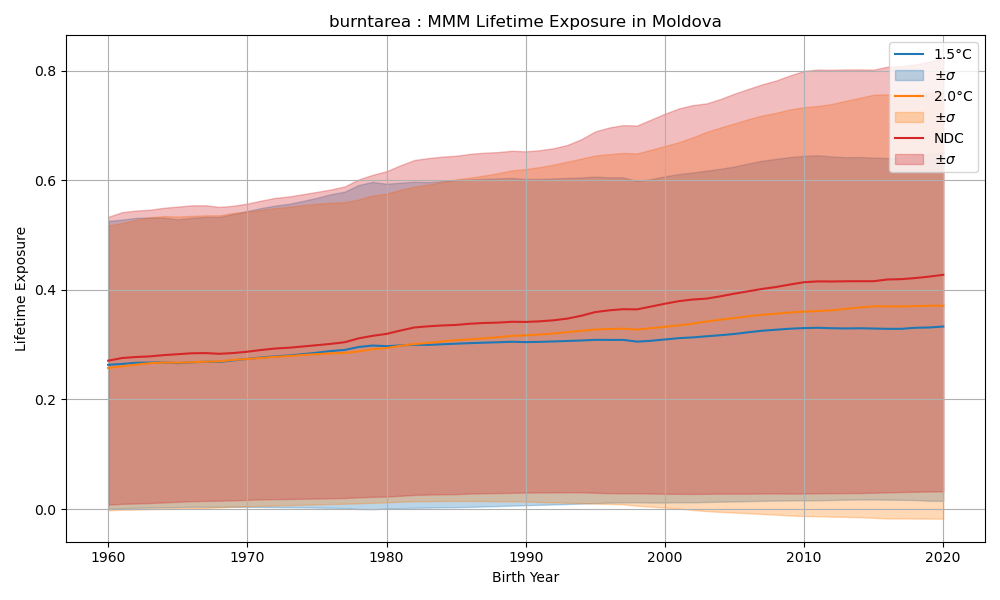 burntarea : MMM Lifetime Exposure in Moldova
Lifetime Exposure
0.8
0.6
0.4
0.2
0.0
1960 1970 1980 1990 2000 2010 2020
Birth Year
1.5°C
±σ
2.0°C
±σ
NDC
±σ